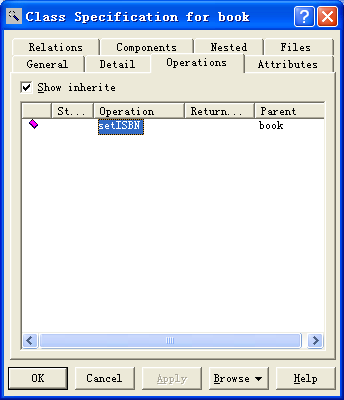 Class Specification for book
Relations Components Nested Files
General Detail Operations Attributes
Show inherite
St... Operation Return... Parent
setISBN book
OK Cancel Apply Browse Help